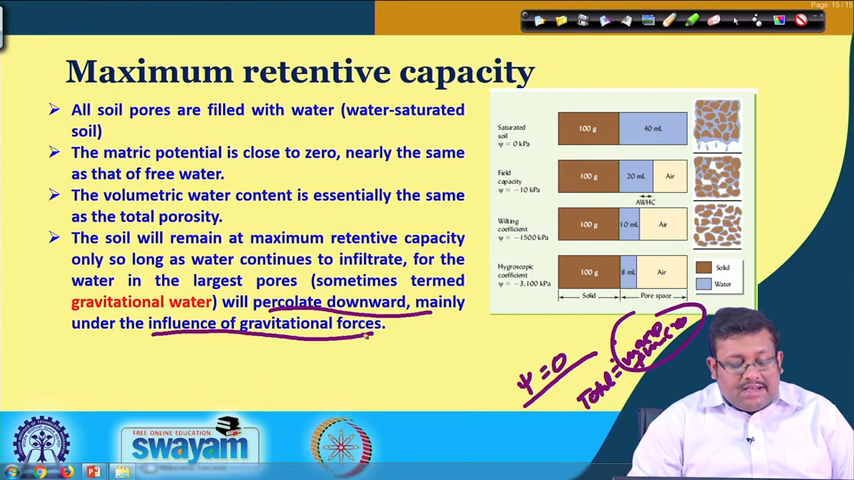 Page: 15 / 15
Maximum retentive capacity
➢ All soil pores are filled with water (water-saturated
soil)
➢ The matric potential is close to zero, nearly the same
as that of free water.
➢ The volumetric water content is essentially the same
as the total porosity.
➢ The soil will remain at maximum retentive capacity
only so long as water continues to infiltrate, for the
water in the largest pores (sometimes termed
gravitational water) will percolate downward, mainly
under the influence of gravitational forces.
Saturated
soil
Ψ = 0 kPa
100 g
40 mL
Field
capacity
Ψ = −10 kPa
100 g
20 mL
Air
AWHC
Wilting
coefficient
Ψ = −1500 kPa
100 g
10 mL
Air
Hygroscopic
coefficient
Ψ = −3,100 kPa
100 g
8 mL
Air
Solid
Pore space
Solid
Water
Ψ = 0
Total =
FREE ONLINE EDUCATION
swayam